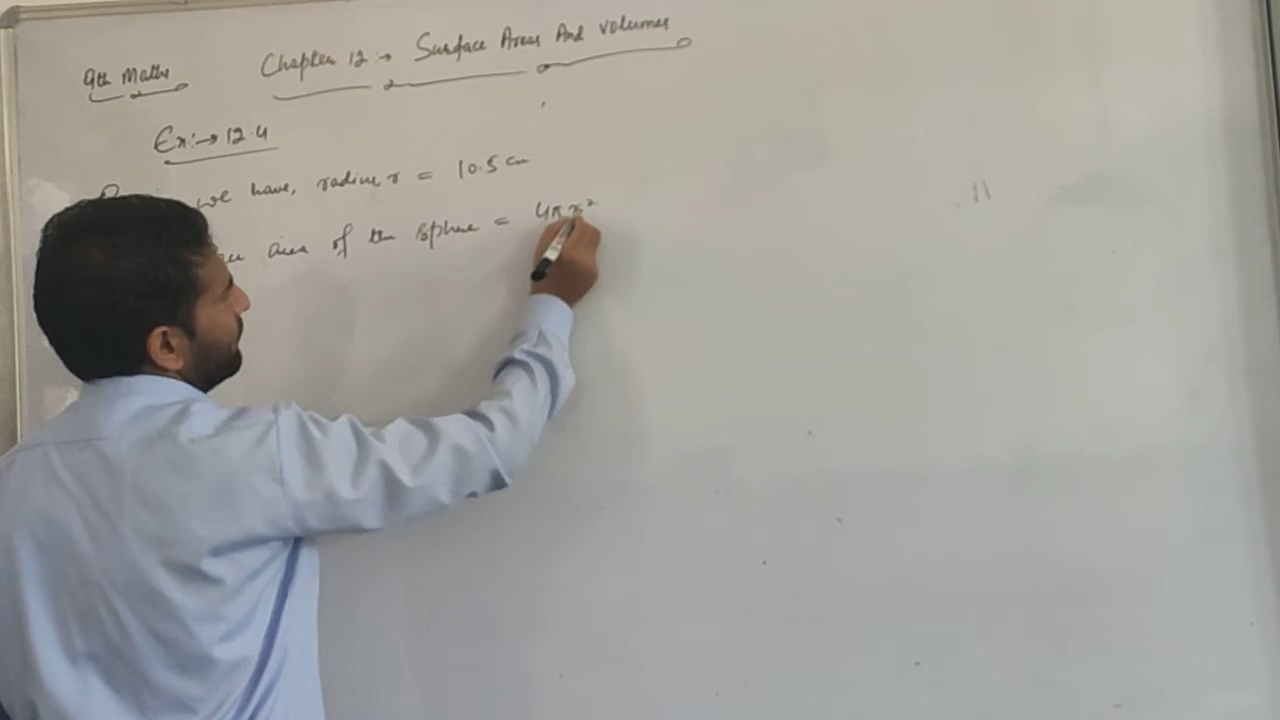 9th Maths Chapter 12:→ Surface Areas And Volumes
Ex:→ 12.4
we have, radius, r = 10.5 cm
area of the sphere = 4πr²